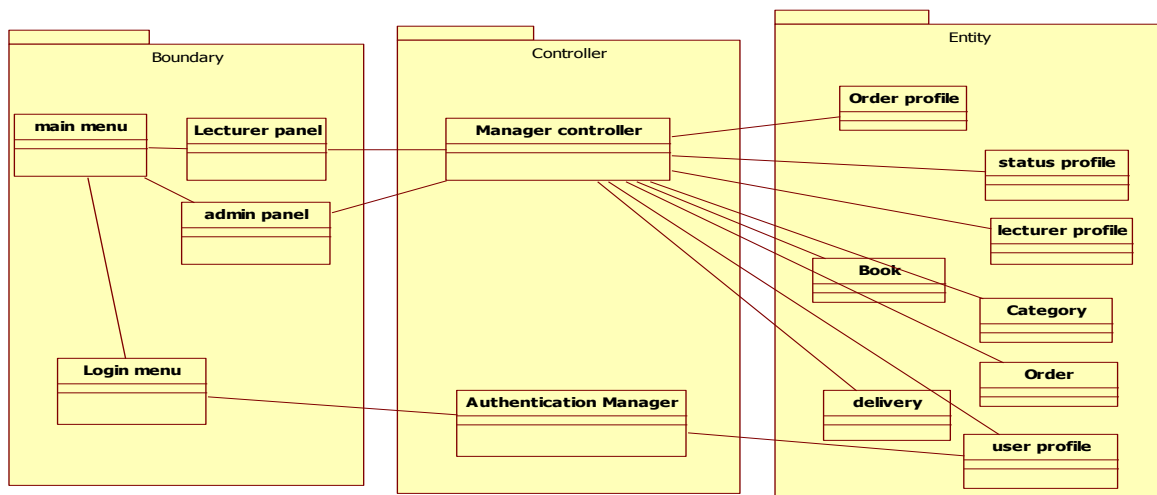 Boundary
main menu
Lecturer panel
admin panel
Login menu
Controller
Manager controller
Authentication Manager
Entity
Order profile
status profile
lecturer profile
Book
Category
Order
delivery
user profile